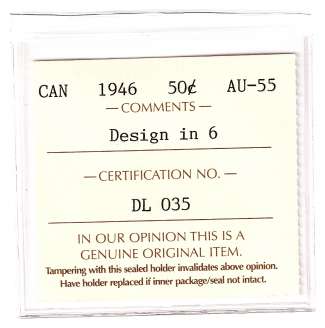 CAN 1946 50¢ AU-55
— COMMENTS —
Design in 6
— CERTIFICATION NO. —
DL 035
IN OUR OPINION THIS IS A
GENUINE ORIGINAL ITEM.
Tampering with this sealed holder invalidates above opinion.
Have holder replaced if inner package/seal not intact.